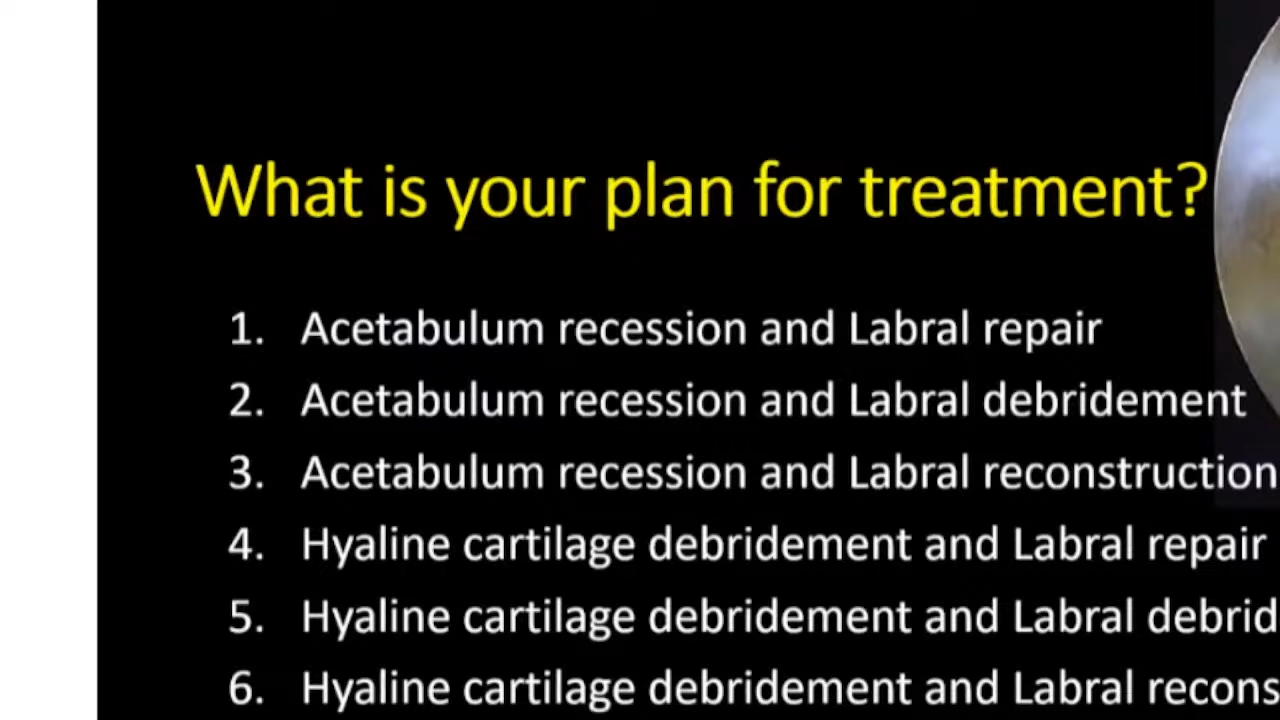 What is your plan for treatment?
1. Acetabulum recession and Labral repair
2. Acetabulum recession and Labral debridement
3. Acetabulum recession and Labral reconstruction
4. Hyaline cartilage debridement and Labral repair
5. Hyaline cartilage debridement and Labral debrid
6. Hyaline cartilage debridement and Labral recons